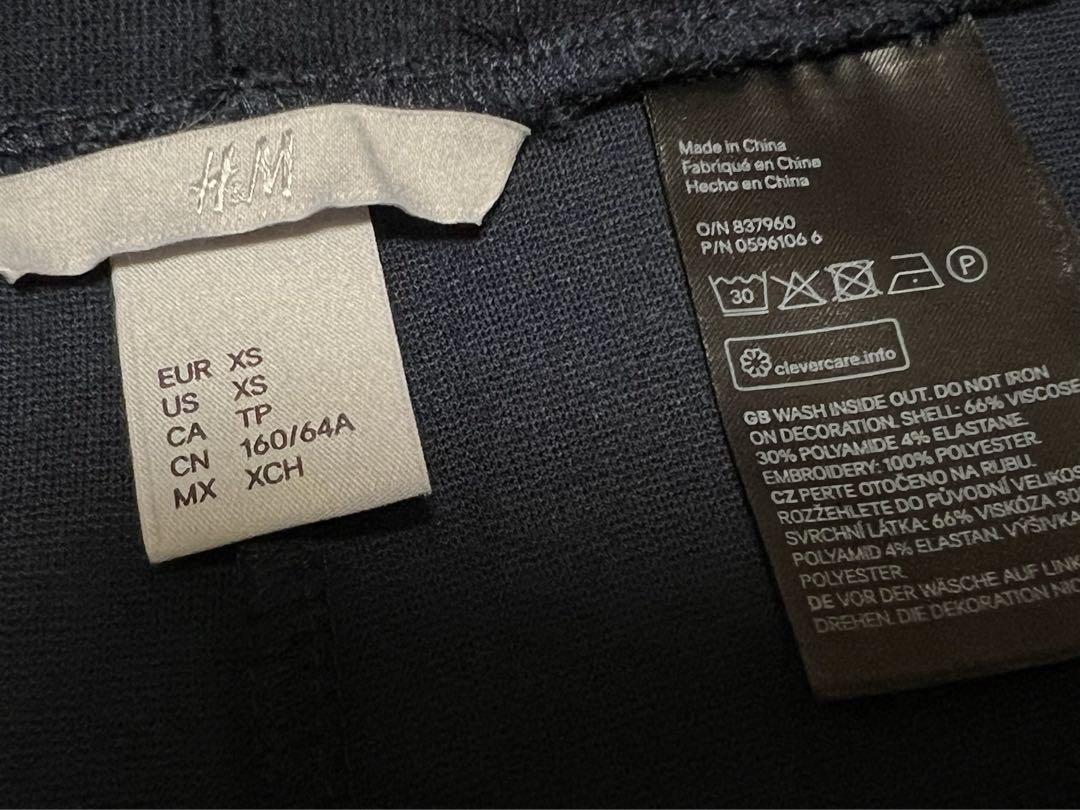 H&M
EUR XS
US XS
CA TP
CN 160/64A
MX XCH
Made in China
Fabriqué en Chine
Hecho en China
O/N 837960
P/N 0596106 6
30
P
clevercare.info
GB WASH INSIDE OUT. DO NOT IRON
ON DECORATION. SHELL: 66% VISCOSE
30% POLYAMIDE 4% ELASTANE.
EMBROIDERY: 100% POLYESTER.
CZ PERTE OTOČENO NA RUBU.
ROZŽEHLETE DO PŮVODNÍ VELIKOS
SVRCHNÍ LÁTKA: 66% VISKÓZA 30
POLYAMID 4% ELASTAN. VÝŠIVKA
POLYESTER
DE VOR DER WÄSCHE AUF LINK
DREHEN. DIE DEKORATION NIC